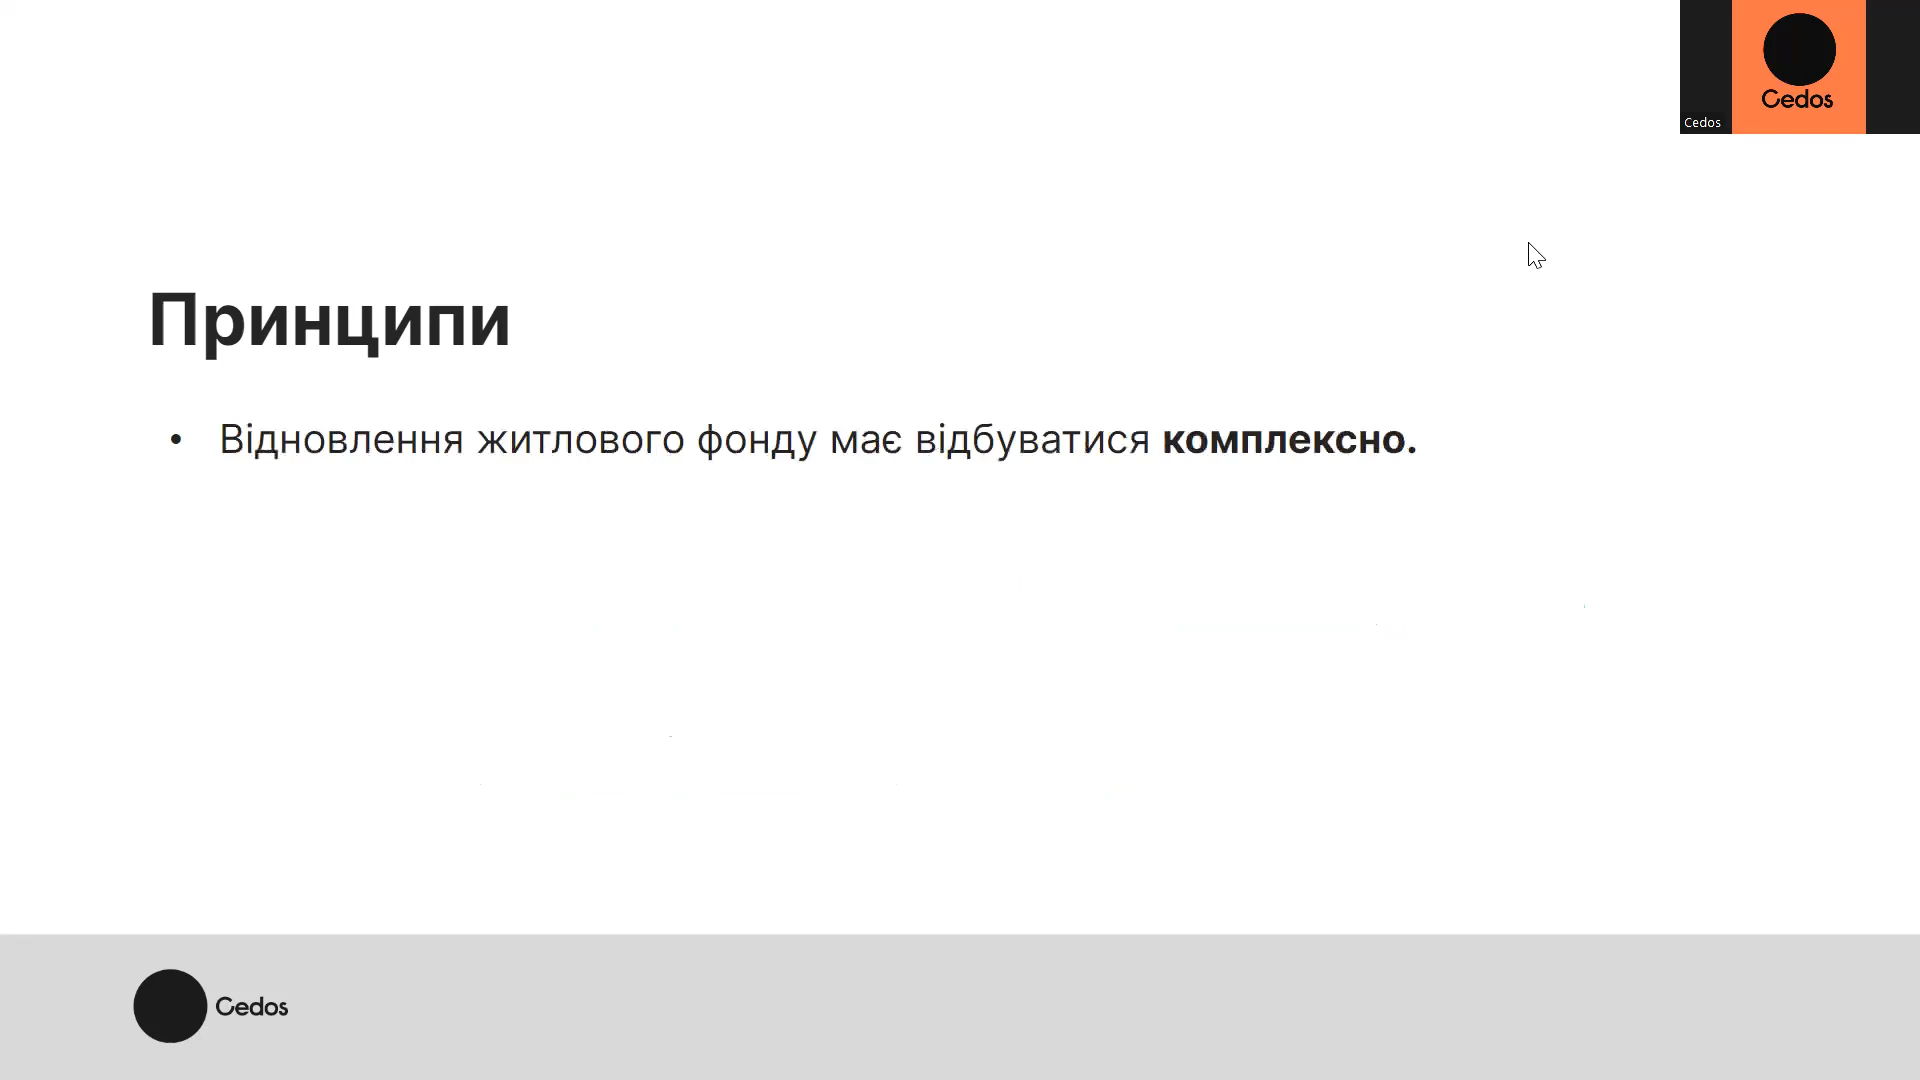 Cedos
Cedos
Принципи
• Відновлення житлового фонду має відбуватися комплексно.
Cedos